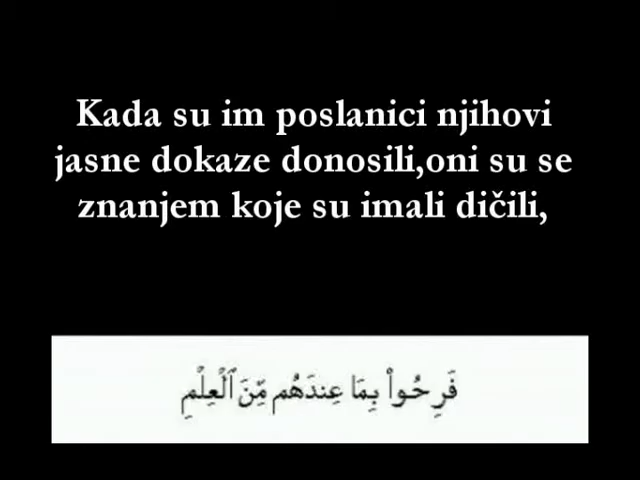 Kada su im poslanici njihovi
jasne dokaze donosili,oni su se
znanjem koje su imali dičili,
فَرِحُوا۟ بِمَا عِندَهُم مِّنَ ٱلْعِلْمِ